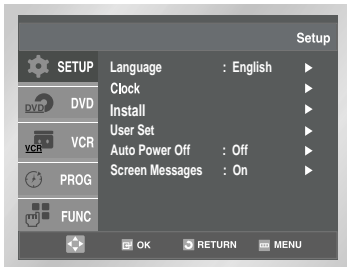 Setup
SETUP
DVD
DVD
VCR
VCR
PROG
FUNC
Language : English
Clock
Install
User Set
Auto Power Off : Off
Screen Messages : On
OK RETURN MENU